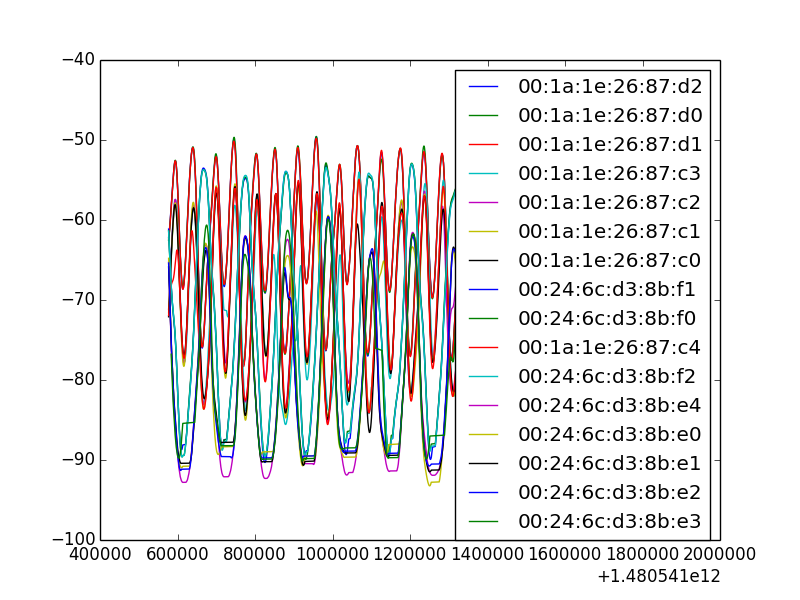 −40
−50
−60
−70
−80
−90
−100
00:1a:1e:26:87:d2
00:1a:1e:26:87:d0
00:1a:1e:26:87:d1
00:1a:1e:26:87:c3
00:1a:1e:26:87:c2
00:1a:1e:26:87:c1
00:1a:1e:26:87:c0
00:24:6c:d3:8b:f1
00:24:6c:d3:8b:f0
00:1a:1e:26:87:c4
00:24:6c:d3:8b:f2
00:24:6c:d3:8b:e4
00:24:6c:d3:8b:e0
00:24:6c:d3:8b:e1
00:24:6c:d3:8b:e2
00:24:6c:d3:8b:e3
400000 600000 800000 1000000 1200000 1400000 1600000 1800000 2000000
+1.480541e12